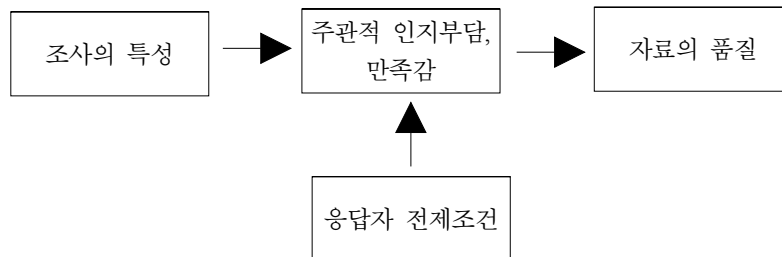 조사의 특성
주관적 인지부담,
만족감
자료의 품질
응답자 전제조건